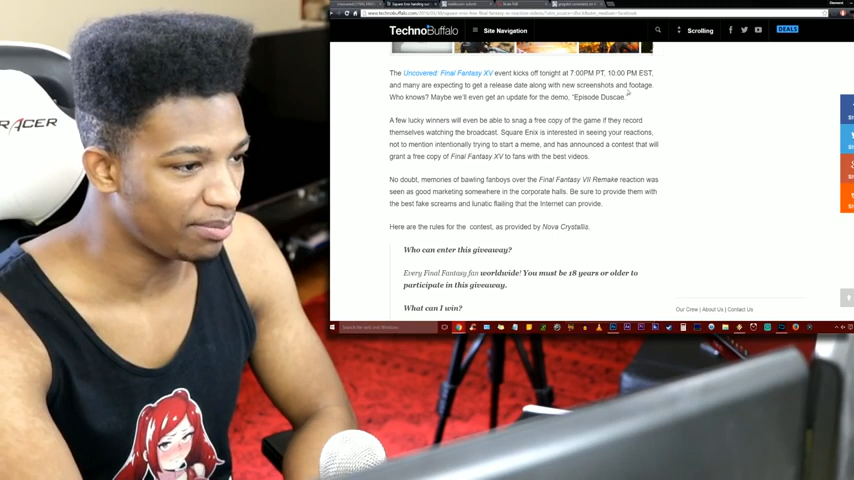 TechnoBuffalo
Site Navigation
Scrolling
DEALS
The Uncovered: Final Fantasy XV event kicks off tonight at 7:00PM PT, 10:00 PM EST,
and many are expecting to get a release date along with new screenshots and footage.
Who knows? Maybe we'll even get an update for the demo, "Episode Duscae."
A few lucky winners will even be able to snag a free copy of the game if they record
themselves watching the broadcast. Square Enix is interested in seeing your reactions,
not to mention intentionally trying to start a meme, and has announced a contest that will
grant a free copy of Final Fantasy XV to fans with the best videos.
No doubt, memories of bawling fanboys over the Final Fantasy VII Remake reaction was
seen as good marketing somewhere in the corporate halls. Be sure to provide them with
the best fake screams and lunatic flailing that the Internet can provide.
Here are the rules for the contest, as provided by Nova Crystallis.
Who can enter this giveaway?
Every Final Fantasy fan worldwide! You must be 18 years or older to
participate in this giveaway.
What can I win?
Our Crew | About Us | Contact Us
Search the web and Windows
RACER